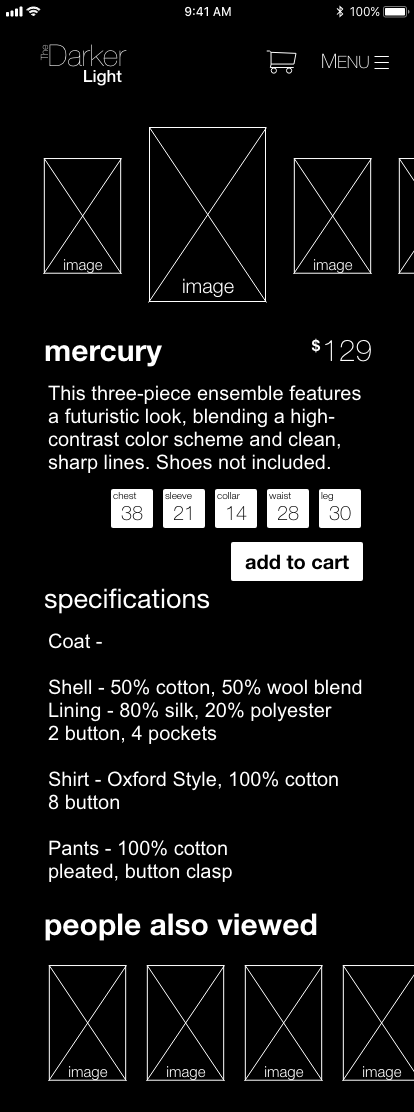 9:41 AM 100%
The Darker
Light
MENU
image image image
mercury $129
This three-piece ensemble features
a futuristic look, blending a high-
contrast color scheme and clean,
sharp lines. Shoes not included.
chest sleeve collar waist leg
38 21 14 28 30
add to cart
specifications
Coat -
Shell - 50% cotton, 50% wool blend
Lining - 80% silk, 20% polyester
2 button, 4 pockets
Shirt - Oxford Style, 100% cotton
8 button
Pants - 100% cotton
pleated, button clasp
people also viewed
image image image image